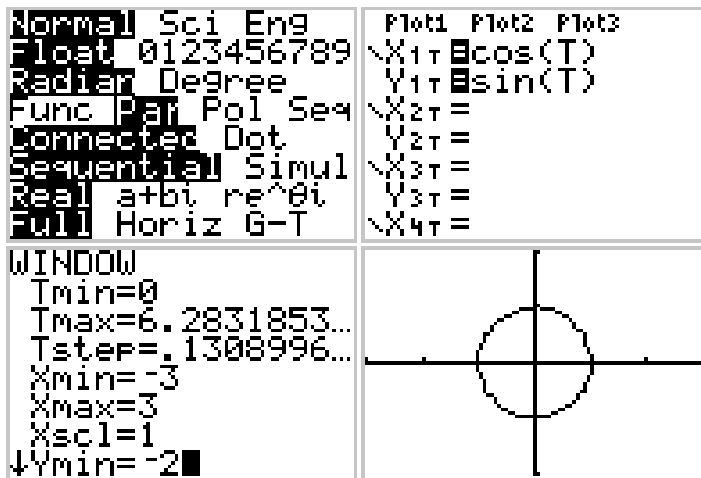 Normal Sci Eng
Float 0123456789
Radian Degree
Func Par Pol Seq
Connected Dot
Sequential Simul
Real a+bi re^θi
Full Horiz G-T
Plot1 Plot2 Plot3
\X1T=cos(T)
Y1T=sin(T)
\X2T=
Y2T=
\X3T=
Y3T=
\X4T=
WINDOW
Tmin=0
Tmax=6.2831853…
Tstep=.1308996…
Xmin=-3
Xmax=3
Xscl=1
↓Ymin=-2